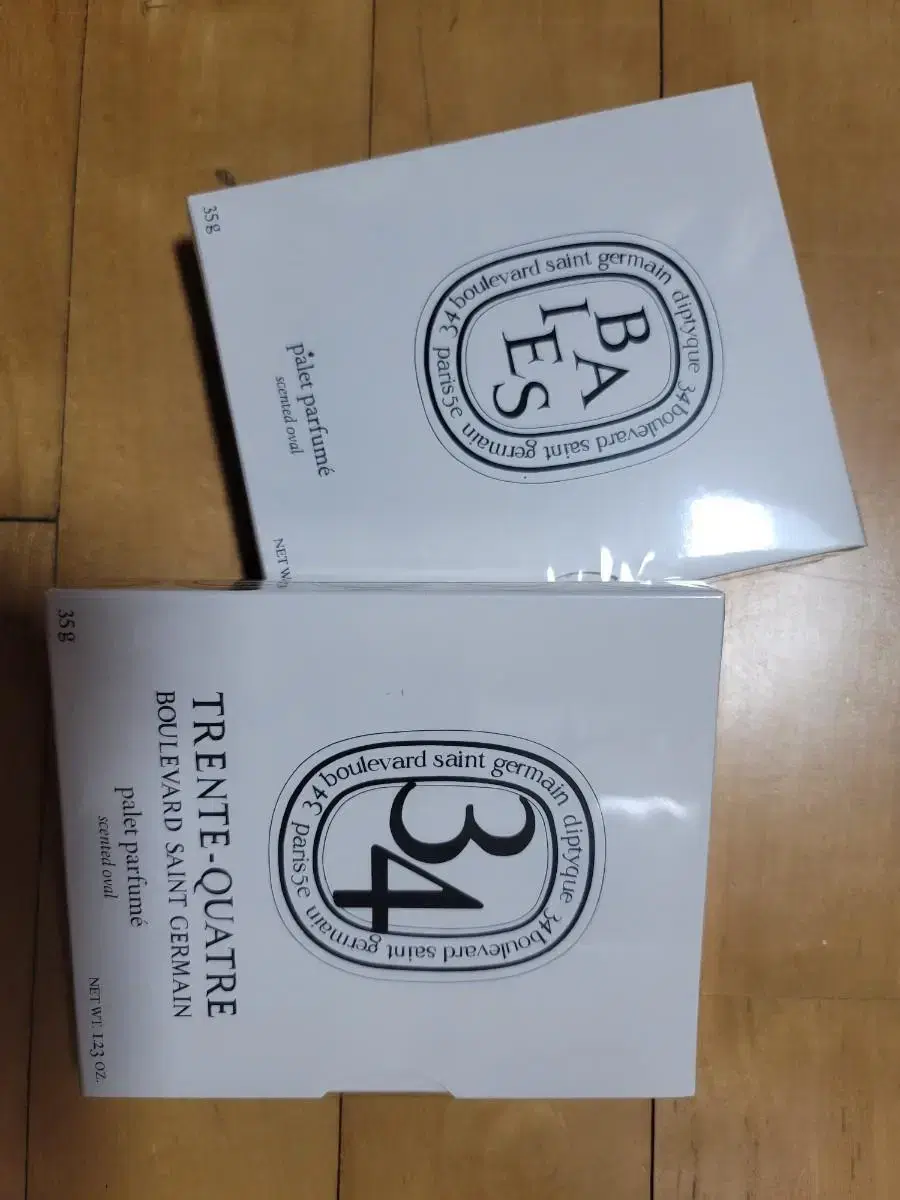 34 boulevard saint germain diptyque 34 boulevard saint germain paris 5e
BA
IES
palet parfumé
scented oval
35 g
NET W
34 boulevard saint germain diptyque 34 boulevard saint germain paris 5e
34
TRENTE-QUATRE
BOULEVARD SAINT GERMAIN
palet parfumé
scented oval
35 g
NET WT. 1.23 OZ.